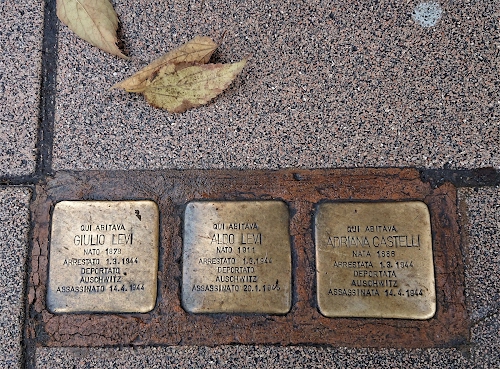 QUI ABITAVA
GIULIO LEVI
NATO 1879
ARRESTATO 1.3.1944
DEPORTATO
AUSCHWITZ
ASSASSINATO 14.4.1944
QUI ABITAVA
ALDO LEVI
NATO 1911
ARRESTATO 1.3.1944
DEPORTATO
AUSCHWITZ
ASSASSINATO
QUI ABITAVA
ADRIANA CASTELLI
NATA
ARRESTATA 1.3.1944
DEPORTATA
AUSCHWITZ
ASSASSINATA 14.4.1944